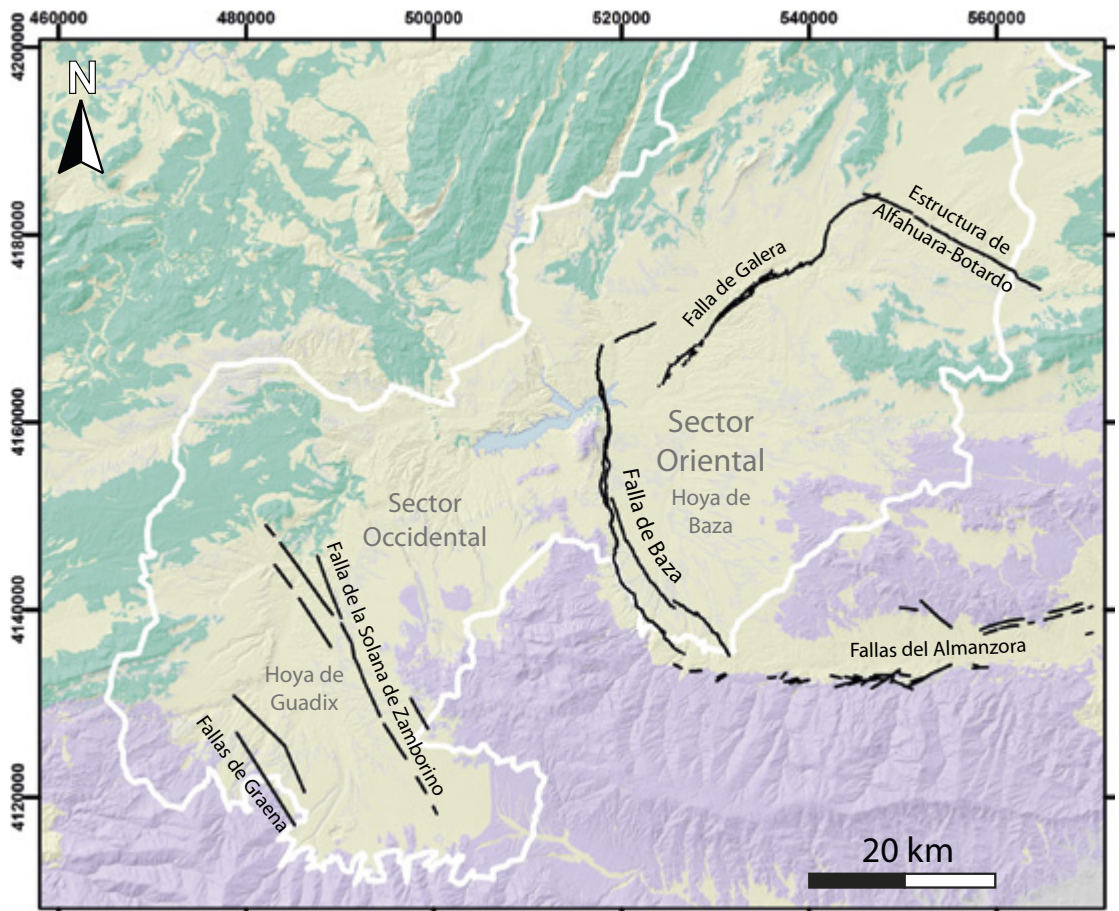 460000
480000
500000
520000
540000
560000
4200000
4180000
4160000
4140000
4120000
N
Estructura de
Alfahuara-Botardo
Falla de Galera
Sector
Oriental
Hoya de
Baza
Falla de Baza
Sector
Occidental
Falla de la Solana de Zamborino
Hoya de
Guadix
Fallas de Graena
Fallas del Almanzora
20 km